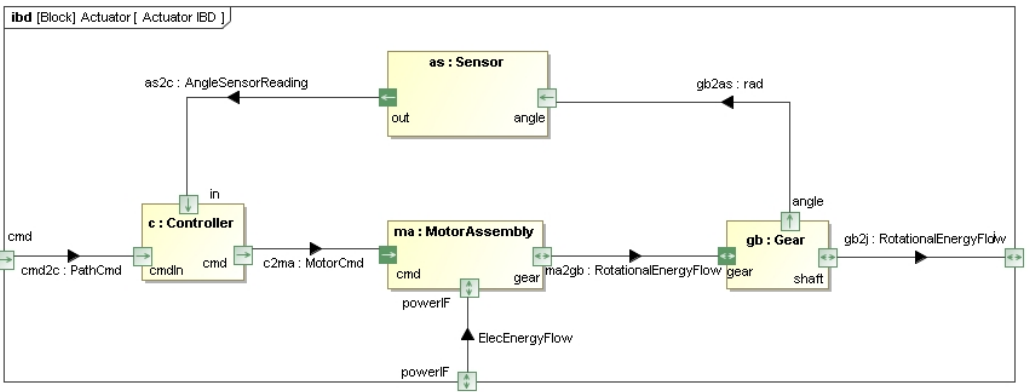 ibd [Block] Actuator [ Actuator IBD ]
as : Sensor
as2c : AngleSensorReading
gb2as : rad
out
angle
in
angle
c : Controller
ma : MotorAssembly
gb : Gear
cmd
gb2j : RotationalEnergyFlow
cmd2c : PathCmd
cmdIn
cmd
c2ma : MotorCmd
cmd
gear
ma2gb : RotationalEnergyFlow
gear
shaft
powerIF
ElecEnergyFlow
powerIF